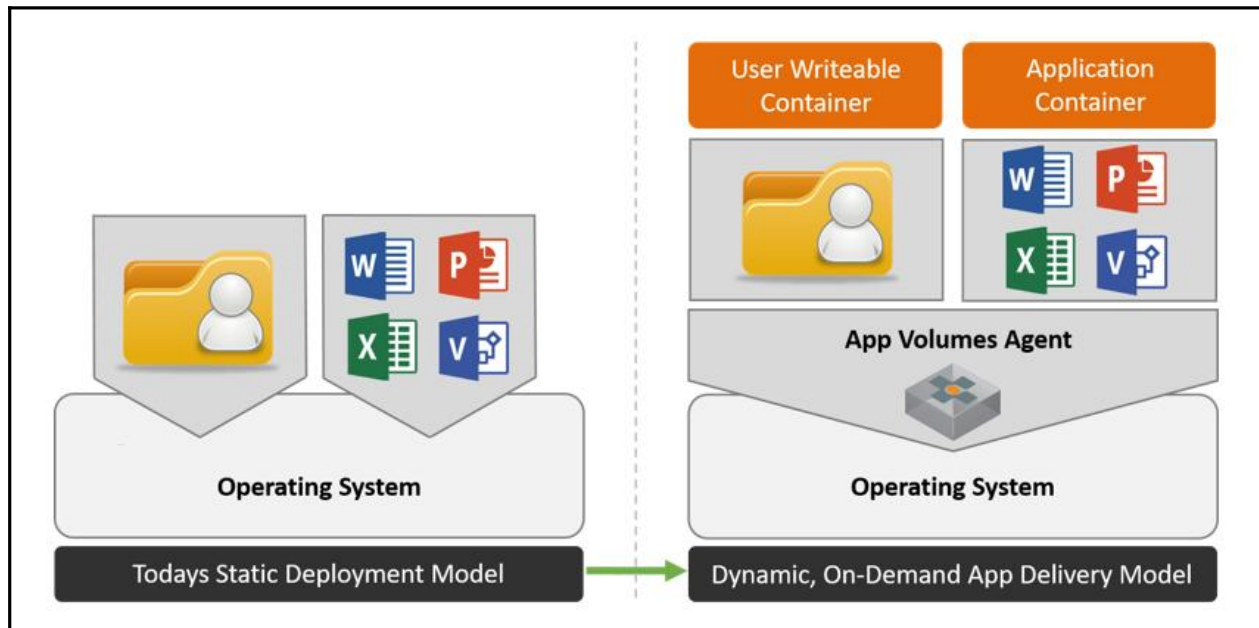 User Writeable
Container
Application
Container
W
P
X
V
W
P
X
V
App Volumes Agent
Operating System
Operating System
Todays Static Deployment Model
Dynamic, On-Demand App Delivery Model